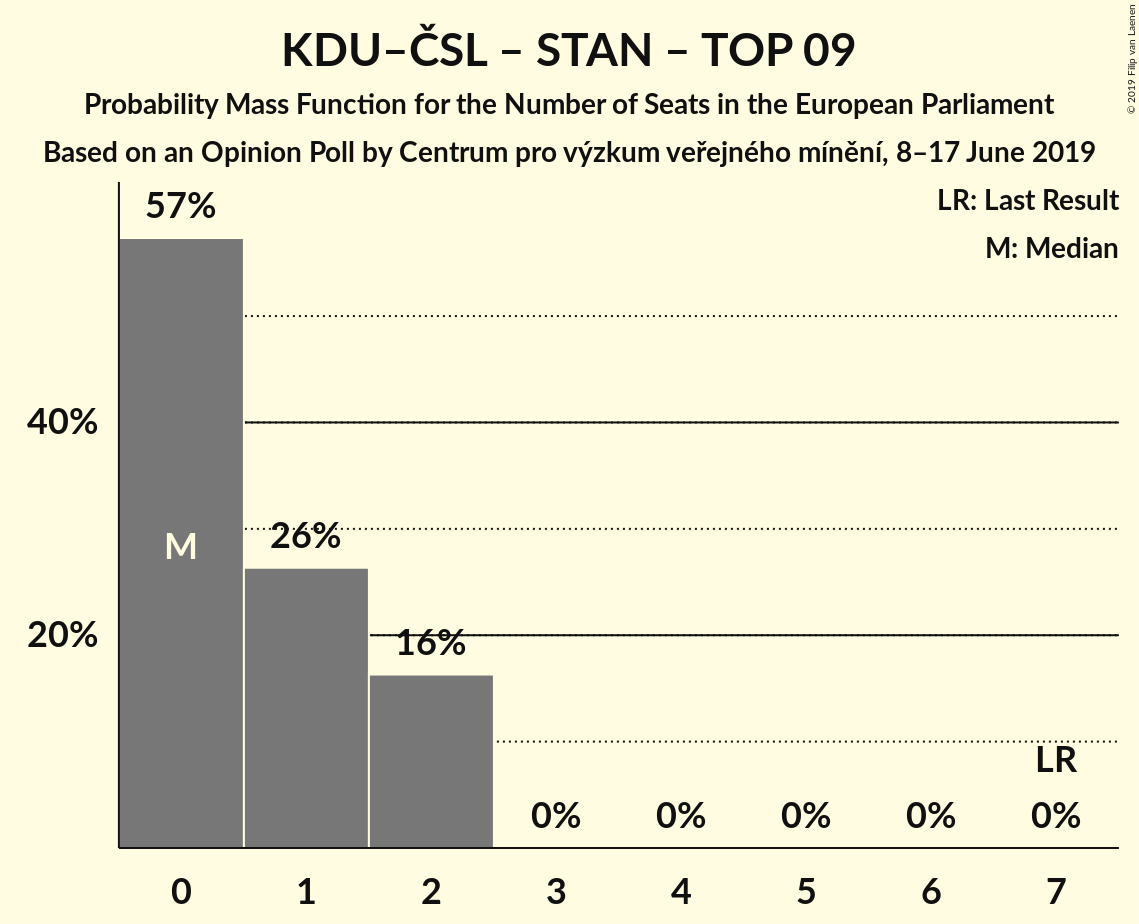 KDU–ČSL – STAN – TOP 09
Probability Mass Function for the Number of Seats in the European Parliament
Based on an Opinion Poll by Centrum pro výzkum veřejného mínění, 8–17 June 2019
© 2019 Filip van Laenen
LR: Last Result
M: Median
57%
40%
26%
M
20%
16%
LR
0% 0% 0% 0% 0%
0 1 2 3 4 5 6 7